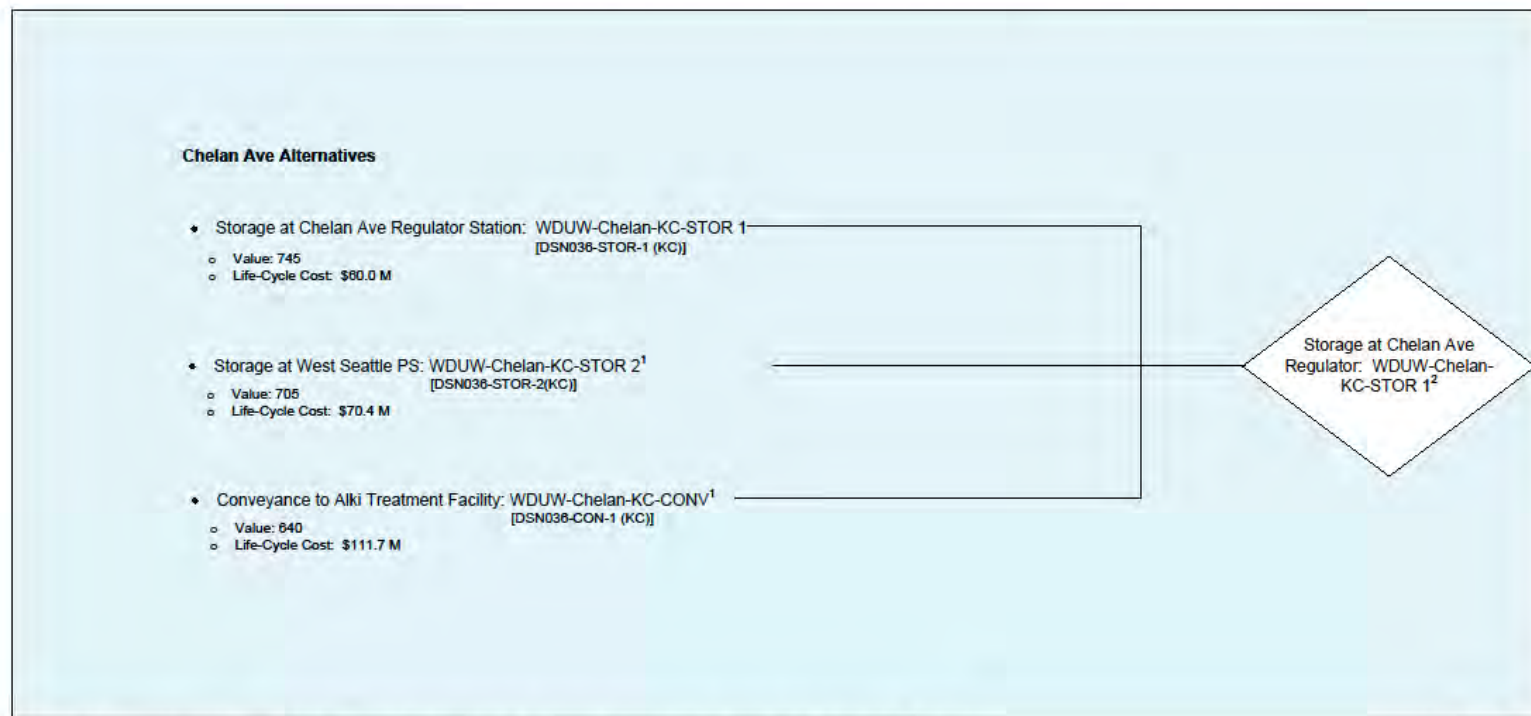 Chelan Ave Alternatives
• Storage at Chelan Ave Regulator Station: WDUW-Chelan-KC-STOR 1
[DSN036-STOR-1 (KC)]
o Value: 745
o Life-Cycle Cost: $60.0 M
• Storage at West Seattle PS: WDUW-Chelan-KC-STOR 2¹
[DSN036-STOR-2(KC)]
o Value: 705
o Life-Cycle Cost: $70.4 M
• Conveyance to Alki Treatment Facility: WDUW-Chelan-KC-CONV¹
[DSN036-CON-1 (KC)]
o Value: 640
o Life-Cycle Cost: $111.7 M
Storage at Chelan Ave
Regulator: WDUW-Chelan-
KC-STOR 1²